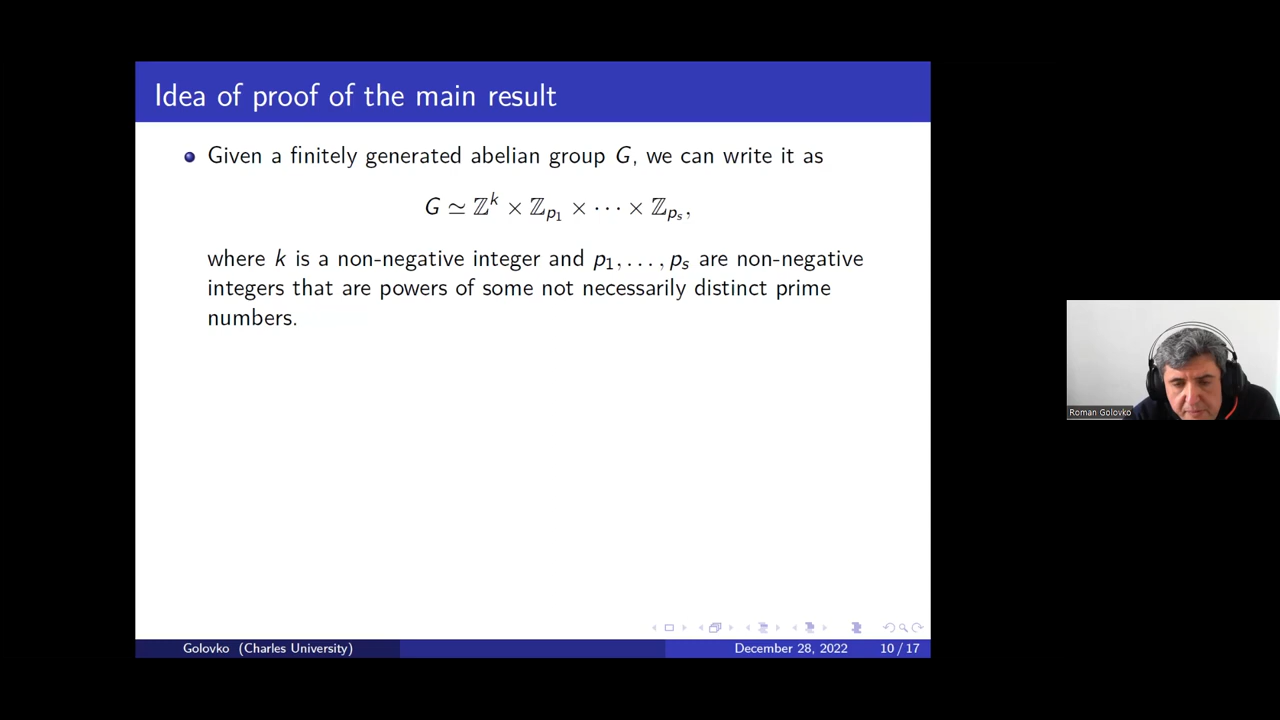 Idea of proof of the main result
Given a finitely generated abelian group G, we can write it as
G ≃ ℤ^k × ℤ_{p_1} × ⋯ × ℤ_{p_s},
where k is a non-negative integer and p_1, . . . , p_s are non-negative
integers that are powers of some not necessarily distinct prime
numbers.
Roman Golovko
Golovko (Charles University) December 28, 2022 10 / 17